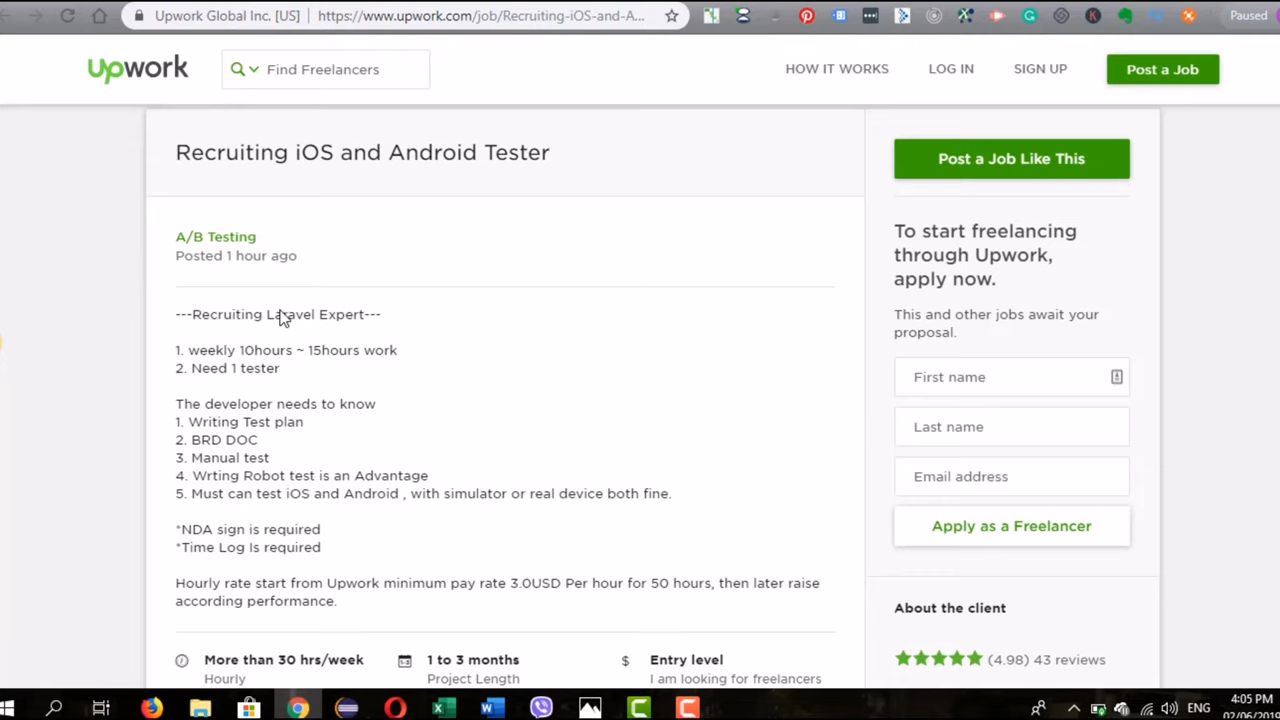 Upwork Global Inc. [US]
https://www.upwork.com/job/Recruiting-iOS-and-A...
Paused
upwork
Find Freelancers
HOW IT WORKS
LOG IN
SIGN UP
Post a Job
Recruiting iOS and Android Tester
A/B Testing
Posted 1 hour ago
---Recruiting Laravel Expert---
1. weekly 10hours ~ 15hours work
2. Need 1 tester
The developer needs to know
1. Writing Test plan
2. BRD DOC
3. Manual test
4. Wrting Robot test is an Advantage
5. Must can test iOS and Android , with simulator or real device both fine.
*NDA sign is required
*Time Log Is required
Hourly rate start from Upwork minimum pay rate 3.0USD Per hour for 50 hours, then later raise
according performance.
More than 30 hrs/week
Hourly
1 to 3 months
Project Length
$
Entry level
I am looking for freelancers
Post a Job Like This
To start freelancing
through Upwork,
apply now.
This and other jobs await your
proposal.
First name
Last name
Email address
Apply as a Freelancer
About the client
(4.98) 43 reviews
ENG
4:05 PM